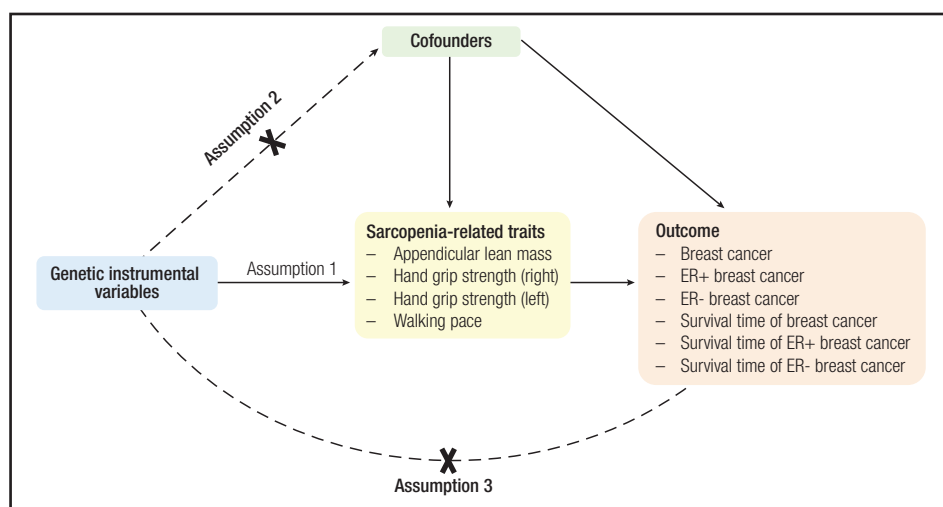 Cofounders
Assumption 2
Genetic instrumental
variables
Assumption 1
Sarcopenia-related traits
– Appendicular lean mass
– Hand grip strength (right)
– Hand grip strength (left)
– Walking pace
Outcome
– Breast cancer
– ER+ breast cancer
– ER- breast cancer
– Survival time of breast cancer
– Survival time of ER+ breast cancer
– Survival time of ER- breast cancer
Assumption 3